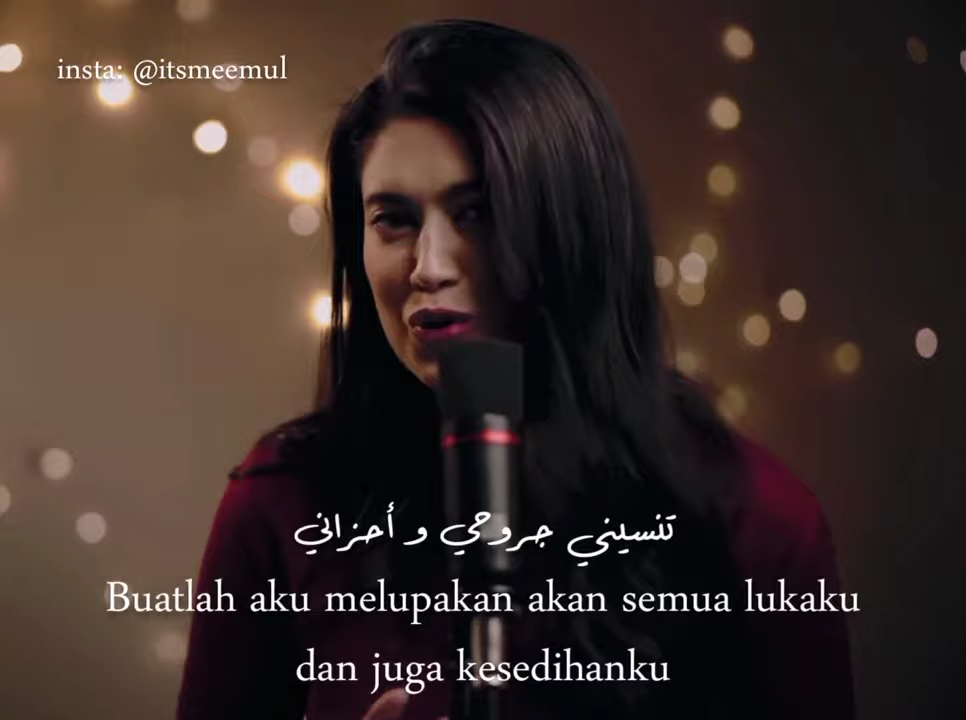 insta: @itsmeemul
تنسيني جروحي و أحزاني
Buatlah aku melupakan akan semua lukaku
dan juga kesedihanku